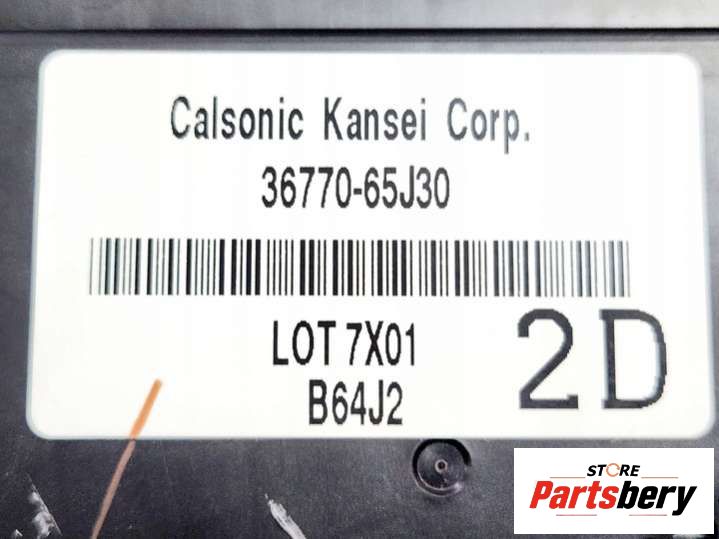 Calsonic Kansei Corp.
36770-65J30
LOT 7X01
B64J2
2D
STORE
Partsbery